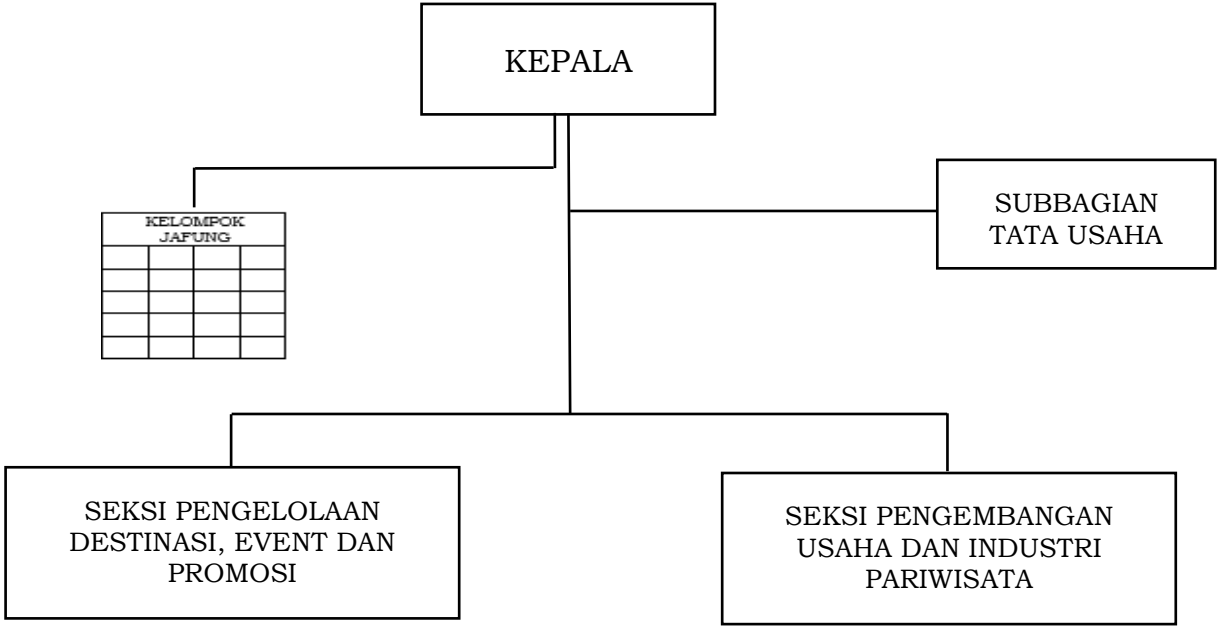 KEPALA
SUBBAGIAN
TATA USAHA
KELOMPOK
JAFUNG
SEKSI PENGELOLAAN
DESTINASI, EVENT DAN
PROMOSI
SEKSI PENGEMBANGAN
USAHA DAN INDUSTRI
PARIWISATA